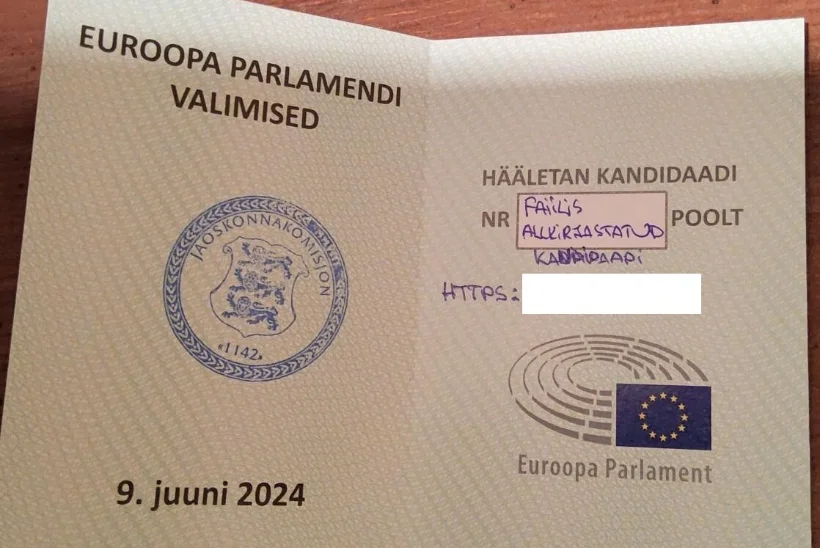 EUROOPA PARLAMENDI
VALIMISED
JAOSKONNAKOMISJON
«1142»
9. juuni 2024
HÄÄLETAN KANDIDAADI
NR FAILIS POOLT
ALLKIRJASTATUD
KANDIDAADI
HTTPS:
Euroopa Parlament